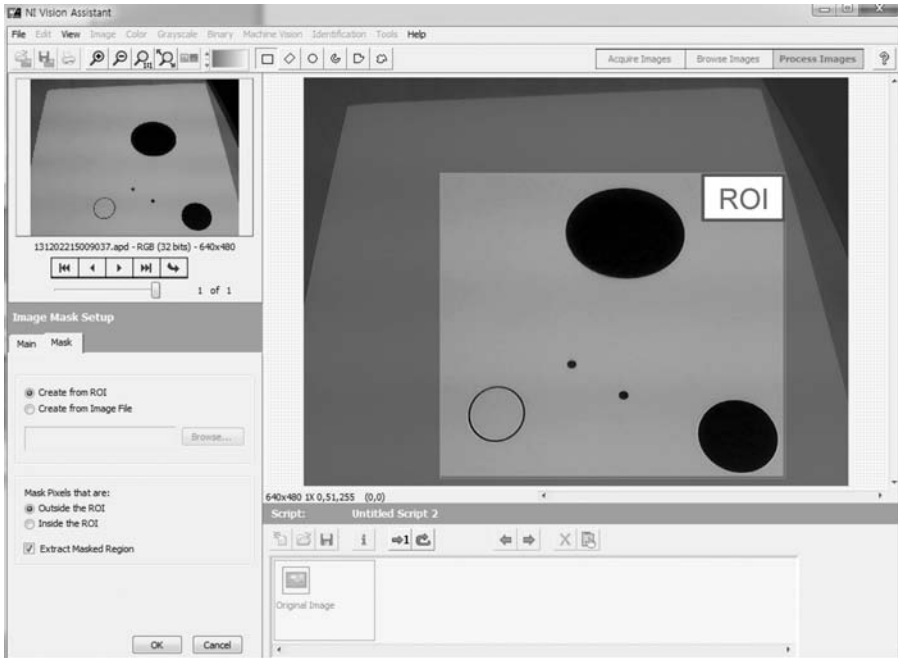 NI Vision Assistant
File Edit View Image Color Grayscale Binary Machine Vision Identification Tools Help
Acquire Images Browse Images Process Images
ROI
131202215009037.apd - RGB (32 bits) - 640x480
1 of 1
Image Mask Setup
Main Mask
Create from ROI
Create from Image File
Browse...
Mask Pixels that are:
Outside the ROI
Inside the ROI
Extract Masked Region
OK Cancel
640x480 1X 0,51,255 (0,0)
Script: Untitled Script 2
Original Image